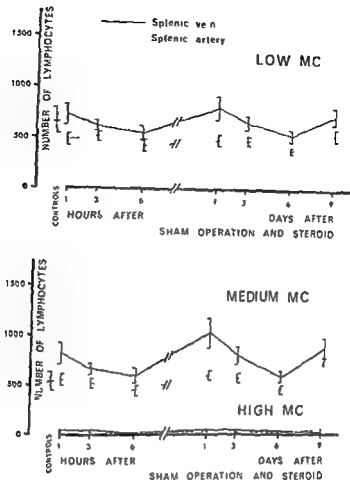 1500
1000
500
0
NUMBER OF LYMPHOCYTES
Splenic vein
Splenic artery
LOW MC
CONTROLS
1 3 6 1 3 6 9
HOURS AFTER DAYS AFTER
SHAM OPERATION AND STEROID
1500
1000
500
0
NUMBER OF LYMPHOCYTES
MEDIUM MC
HIGH MC
CONTROLS
1 3 6 1 3 6 9
HOURS AFTER DAYS AFTER
SHAM OPERATION AND STEROID